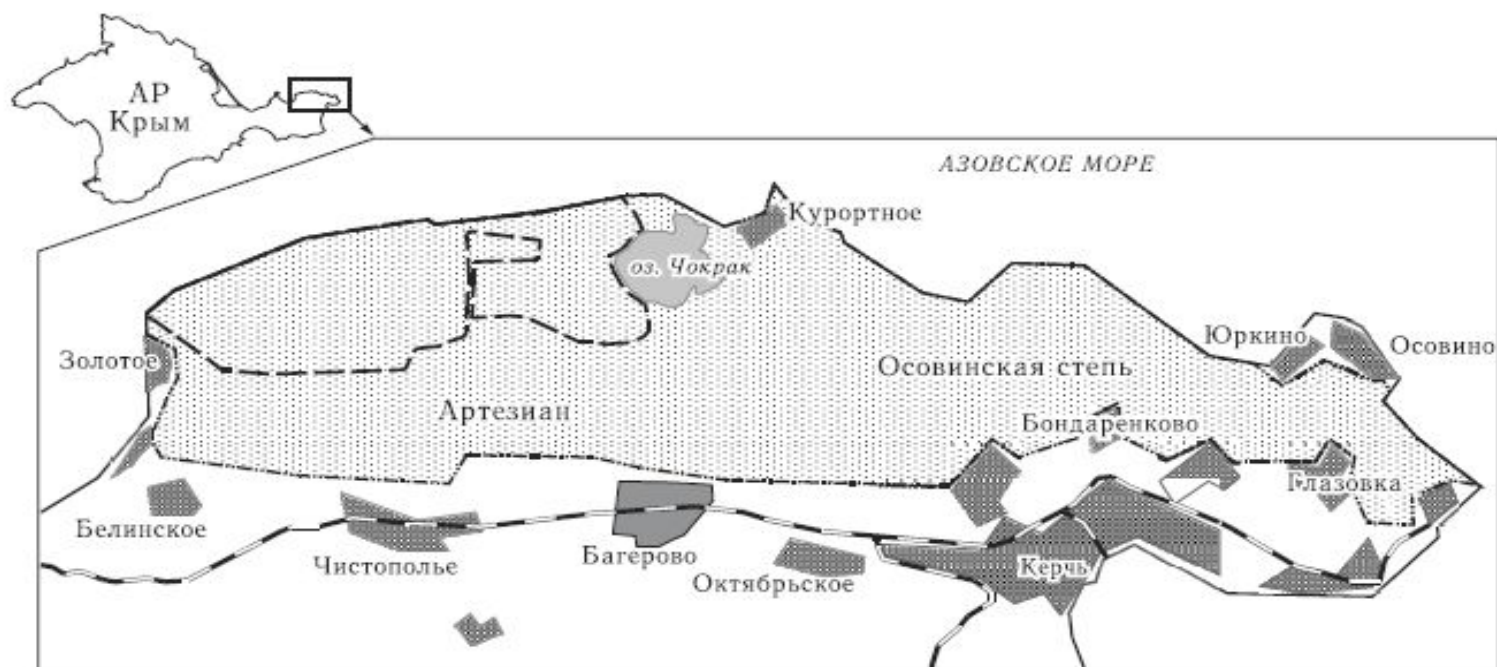 АР
Крым
АЗОВСКОЕ МОРЕ
Курортное
оз. Чокрак
Юркино
Осовино
Золотое
Осовинская степь
Артезиан
Бондаренково
Глазовка
Белинское
Чистополье
Багерово
Октябрьское
Керчь